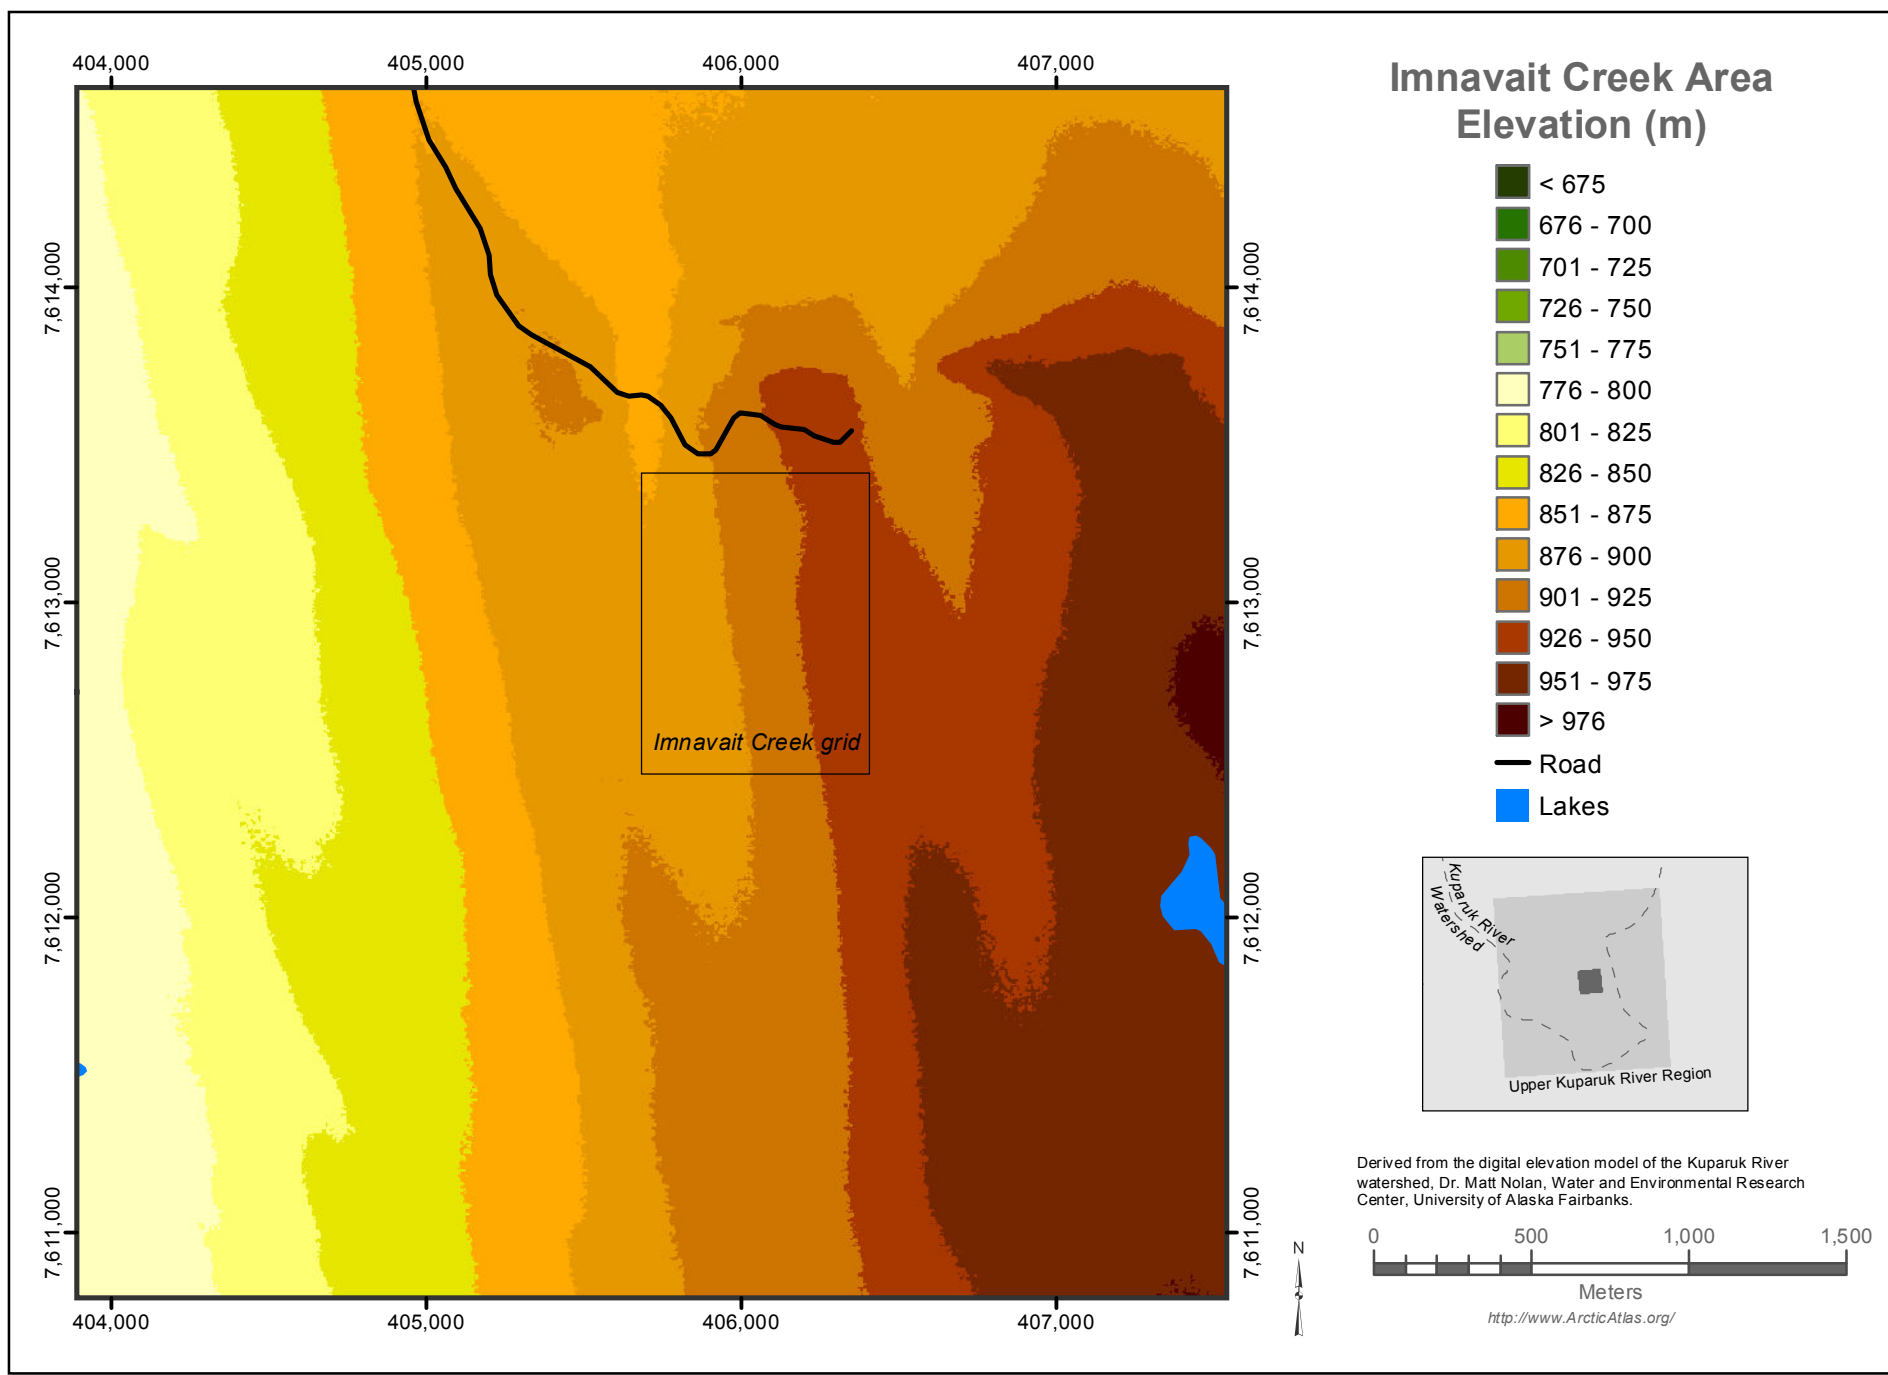 404,000
405,000
406,000
407,000
Imnavait Creek Area
Elevation (m)
7,614,000
7,613,000
7,612,000
7,611,000
Imnavait Creek grid
7,614,000
7,613,000
7,612,000
7,611,000
404,000
405,000
406,000
407,000
< 675
676 - 700
701 - 725
726 - 750
751 - 775
776 - 800
801 - 825
826 - 850
851 - 875
876 - 900
901 - 925
926 - 950
951 - 975
> 976
Road
Lakes
Kuparuk River
Watershed
Upper Kuparuk River Region
Derived from the digital elevation model of the Kuparuk River
watershed, Dr. Matt Nolan, Water and Environmental Research
Center, University of Alaska Fairbanks.
N
0
500
1,000
1,500
Meters
http://www.ArcticAtlas.org/